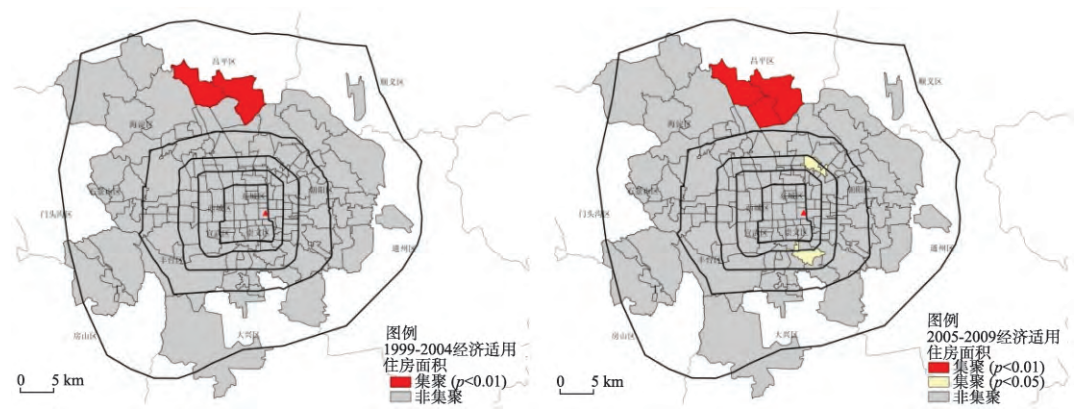 昌平区
顺义区
海淀区
朝阳区
门头沟区
通州区
丰台区
房山区
大兴区
图例
1999-2004经济适用
住房面积
集聚 (p<0.01)
非集聚
0 5 km
昌平区
顺义区
海淀区
朝阳区
门头沟区
通州区
丰台区
房山区
大兴区
图例
2005-2009经济适用
住房面积
集聚 (p<0.01)
集聚 (p<0.05)
非集聚
0 5 km